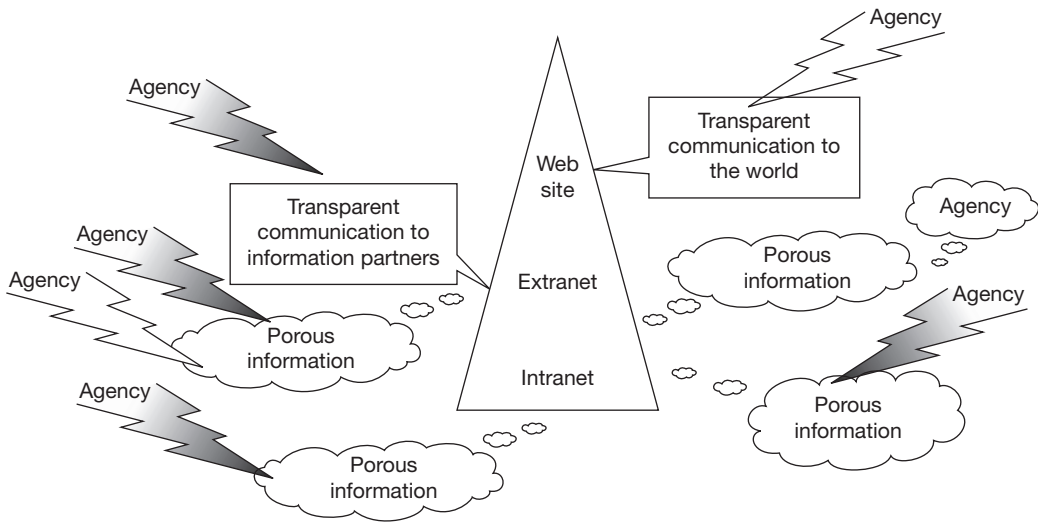 Agency
Agency
Transparent
communication to
the world
Web
site
Agency
Transparent
communication to
information partners
Agency
Agency
Porous
information
Extranet
Agency
Porous
information
Intranet
Agency
Porous
information
Porous
information